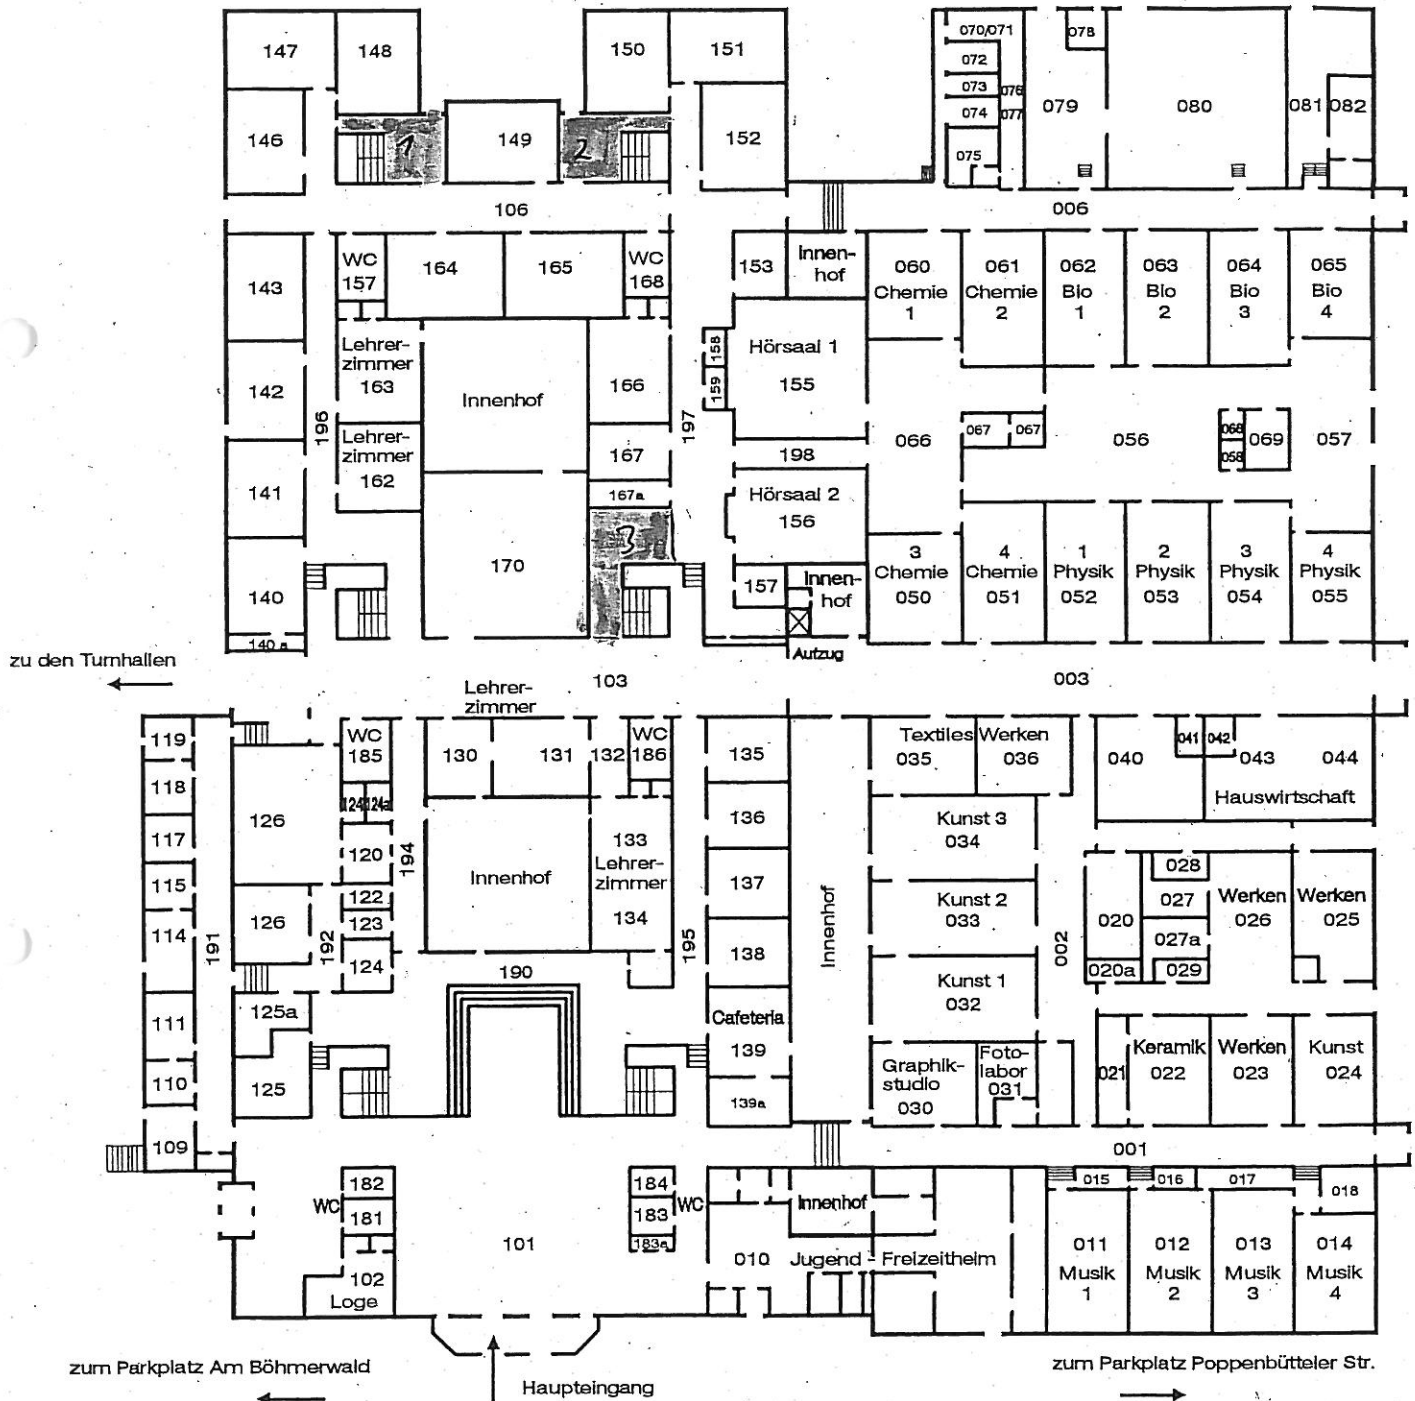 147
148
150
151
146
149
152
1
2
070/071
072
073
074
075
076
077
078
079
080
081
082
106
006
143
WC
157
164
165
WC
168
153
Innen-
hof
060
Chemie
1
061
Chemie
2
062
Bio
1
063
Bio
2
064
Bio
3
065
Bio
4
142
196
Lehrer-
zimmer
163
Innenhof
166
197
158
159
Hörsaal 1
155
Lehrer-
zimmer
162
167
167a
198
066
067
067
056
068
058
069
057
141
Hörsaal 2
156
3
140
140a
170
157
Innen-
hof
3
Chemie
050
4
Chemie
051
1
Physik
052
2
Physik
053
3
Physik
054
4
Physik
055
Aufzug
zu den Turnhallen
103
003
Lehrer-
zimmer
119
118
117
115
114
111
110
109
191
126
126
192
125a
125
WC
185
124
124a
120
122
123
124
194
130
131
132
WC
186
Innenhof
133
Lehrer-
zimmer
134
190
195
135
136
137
138
Cafeteria
139
139a
Innenhof
Textiles
035
Werken
036
Kunst 3
034
Kunst 2
033
Kunst 1
032
Graphik-
studio
030
Foto-
labor
031
002
040
041
042
043
044
Hauswirtschaft
020
020a
028
027
027a
029
Werken
026
Werken
025
021
Keramik
022
Werken
023
Kunst
024
001
WC
182
181
102
Loge
101
184
183
183a
WC
010
Innenhof
Jugend - Freizeitheim
015
016
017
018
011
Musik
1
012
Musik
2
013
Musik
3
014
Musik
4
zum Parkplatz Am Böhmerwald
Haupteingang
zum Parkplatz Poppenbütteler Str.